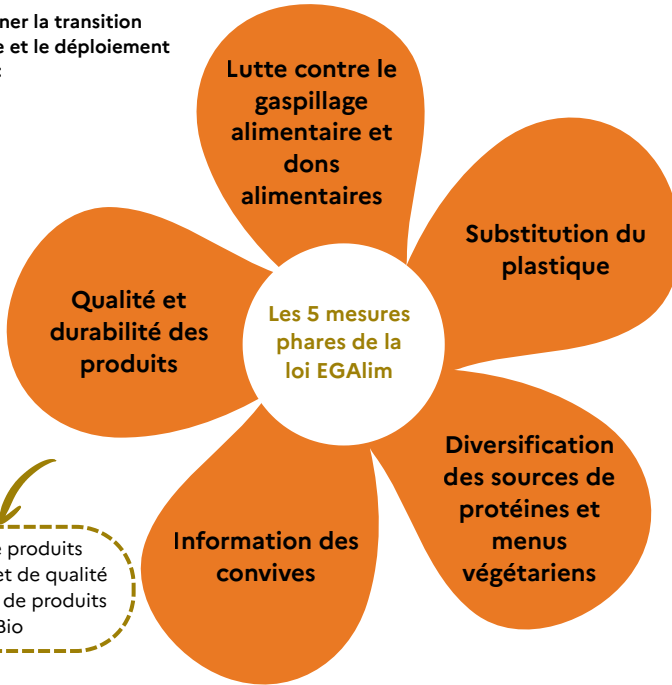 la transition
et le déploiement
Lutte contre le
gaspillage
alimentaire et
dons
alimentaires
Substitution du
plastique
Qualité et
durabilité des
produits
Les 5 mesures
phares de la
loi EGAlim
Diversification
des sources de
protéines et
menus
végétariens
Information des
convives
produits
et de qualité
de produits
Bio